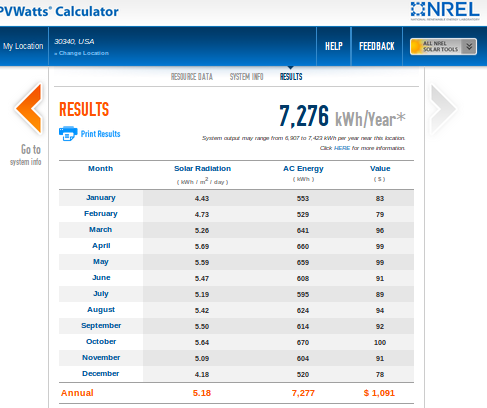 PVWatts® Calculator
NREL
My Location
30340, USA
» Change Location
HELP
FEEDBACK
ALL NREL
SOLAR TOOLS
RESOURCE DATA SYSTEM INFO RESULTS
RESULTS
Print Results
7,276 kWh/Year*
System output may range from 6,907 to 7,423 kWh per year near this location.
Click HERE for more information.
Go to
system info
Month Solar Radiation AC Energy Value
( kWh / m2 / day ) ( kWh ) ( $ )
January 4.43 553 83
February 4.73 529 79
March 5.26 641 96
April 5.69 660 99
May 5.59 659 99
June 5.47 608 91
July 5.19 595 89
August 5.42 624 94
September 5.50 614 92
October 5.64 670 100
November 5.09 604 91
December 4.18 520 78
Annual 5.18 7,277 $ 1,091